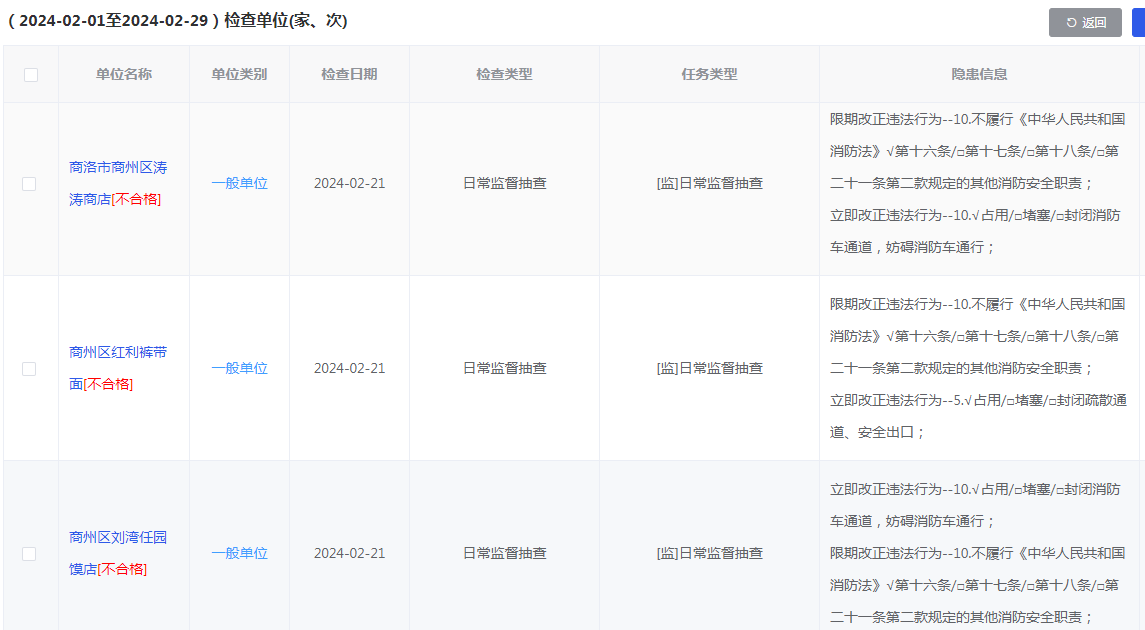 （2024-02-01至2024-02-29）检查单位(家、次)
返回
单位名称 单位类别 检查日期 检查类型 任务类型 隐患信息
商洛市商州区涛
涛商店[不合格]
一般单位
2024-02-21
日常监督抽查
[监]日常监督抽查
限期改正违法行为--10.不履行《中华人民共和国
消防法》√第十六条/□第十七条/□第十八条/□第
二十一条第二款规定的其他消防安全职责；
立即改正违法行为--10.√占用/□堵塞/□封闭消防
车通道，妨碍消防车通行；
商州区红利裤带
面[不合格]
一般单位
2024-02-21
日常监督抽查
[监]日常监督抽查
限期改正违法行为--10.不履行《中华人民共和国
消防法》√第十六条/□第十七条/□第十八条/□第
二十一条第二款规定的其他消防安全职责；
立即改正违法行为--5.√占用/□堵塞/□封闭疏散通
道、安全出口；
商州区刘湾任园
馍店[不合格]
一般单位
2024-02-21
日常监督抽查
[监]日常监督抽查
立即改正违法行为--10.√占用/□堵塞/□封闭消防
车通道，妨碍消防车通行；
限期改正违法行为--10.不履行《中华人民共和国
消防法》√第十六条/□第十七条/□第十八条/□第
二十一条第二款规定的其他消防安全职责；